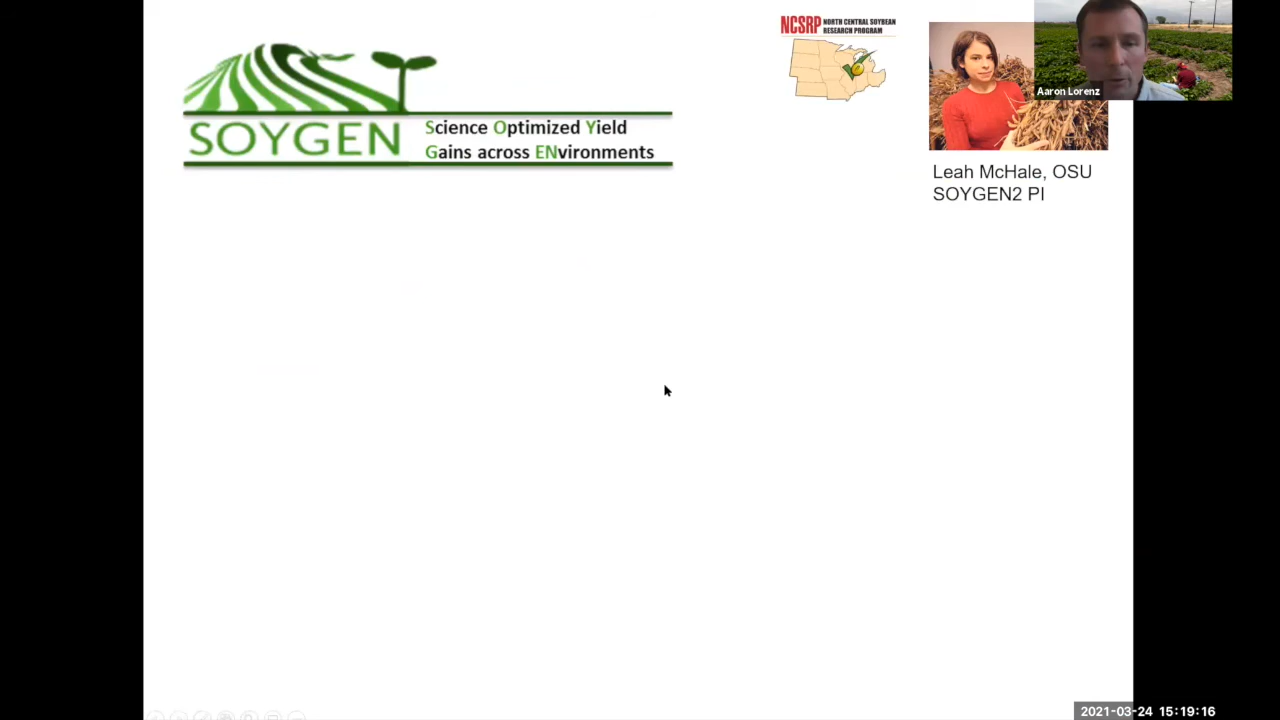 NCSRP NORTH CENTRAL SOYBEAN
RESEARCH PROGRAM
Aaron Lorenz
SOYGEN
Science Optimized Yield
Gains across ENvironments
Leah McHale, OSU
SOYGEN2 PI
2021-03-24 15:19:16